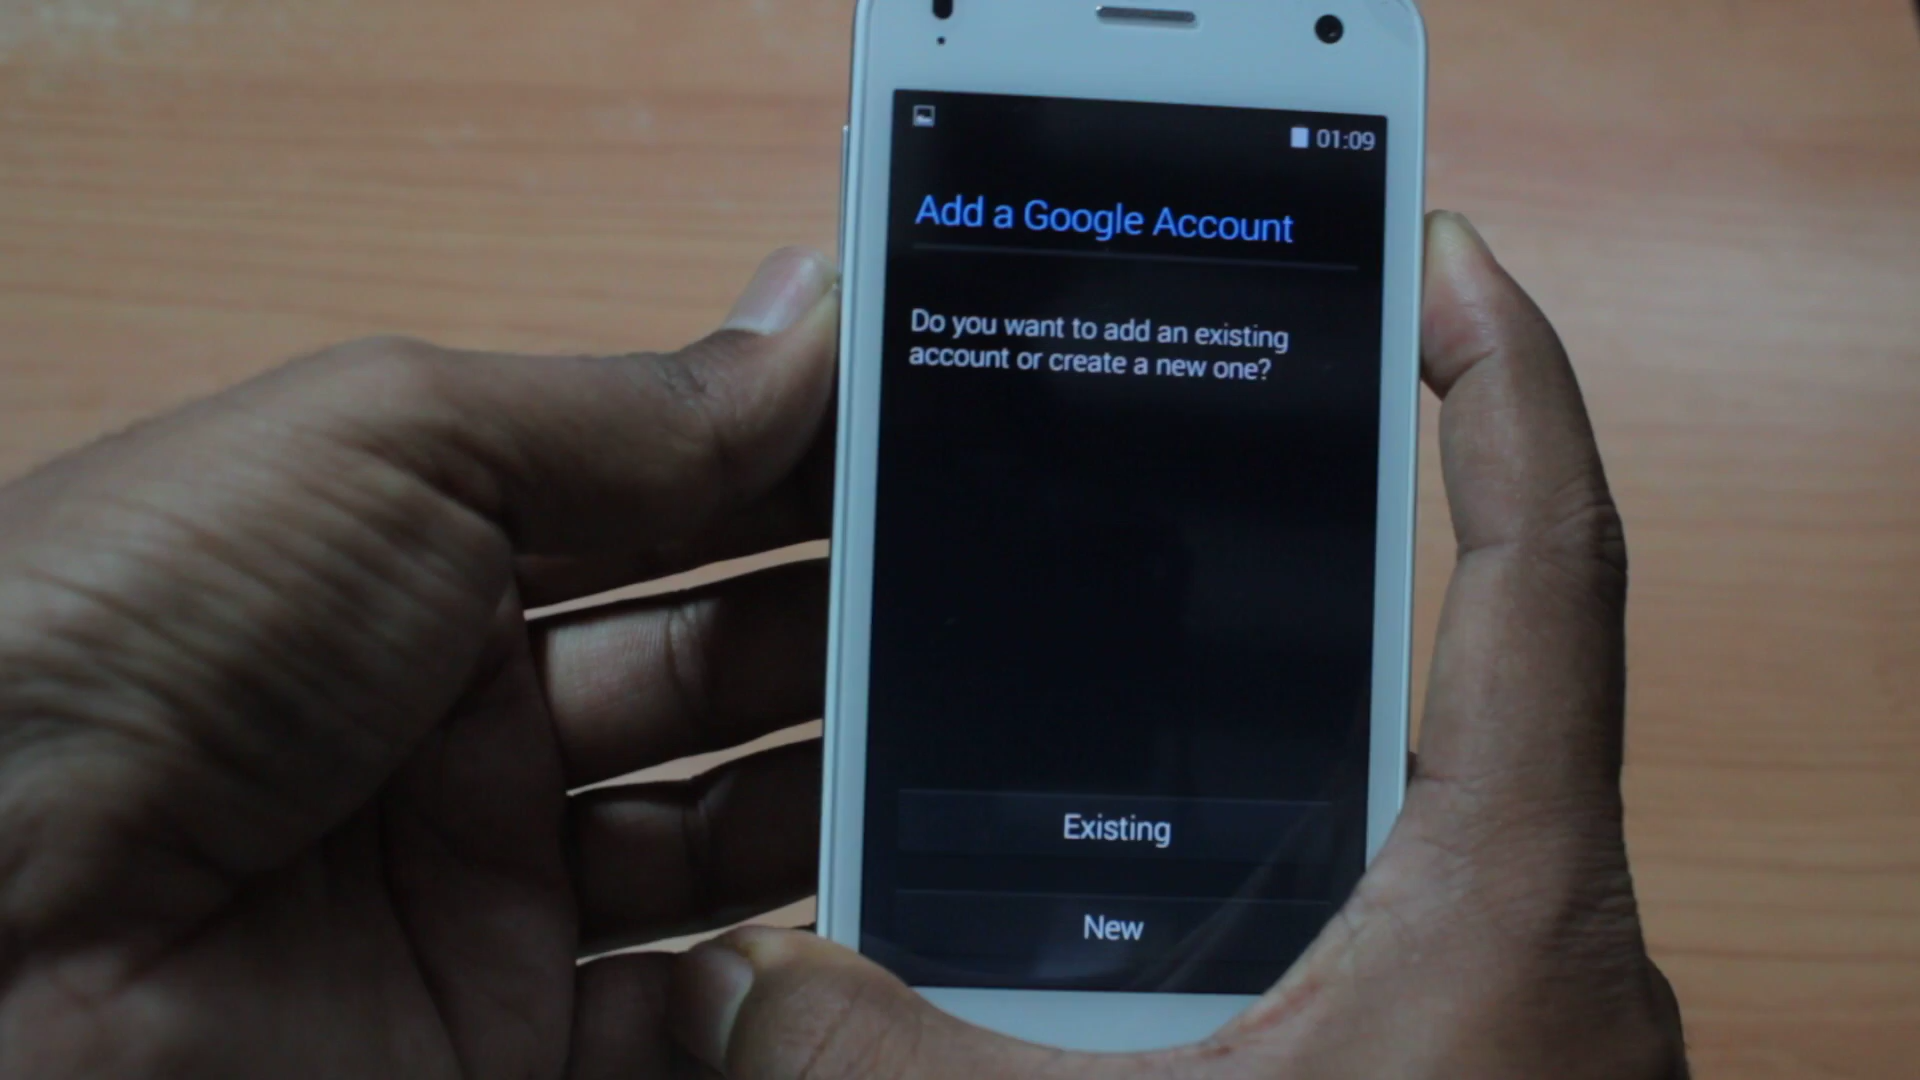 01:09
Add a Google Account
Do you want to add an existing
account or create a new one?
Existing
New